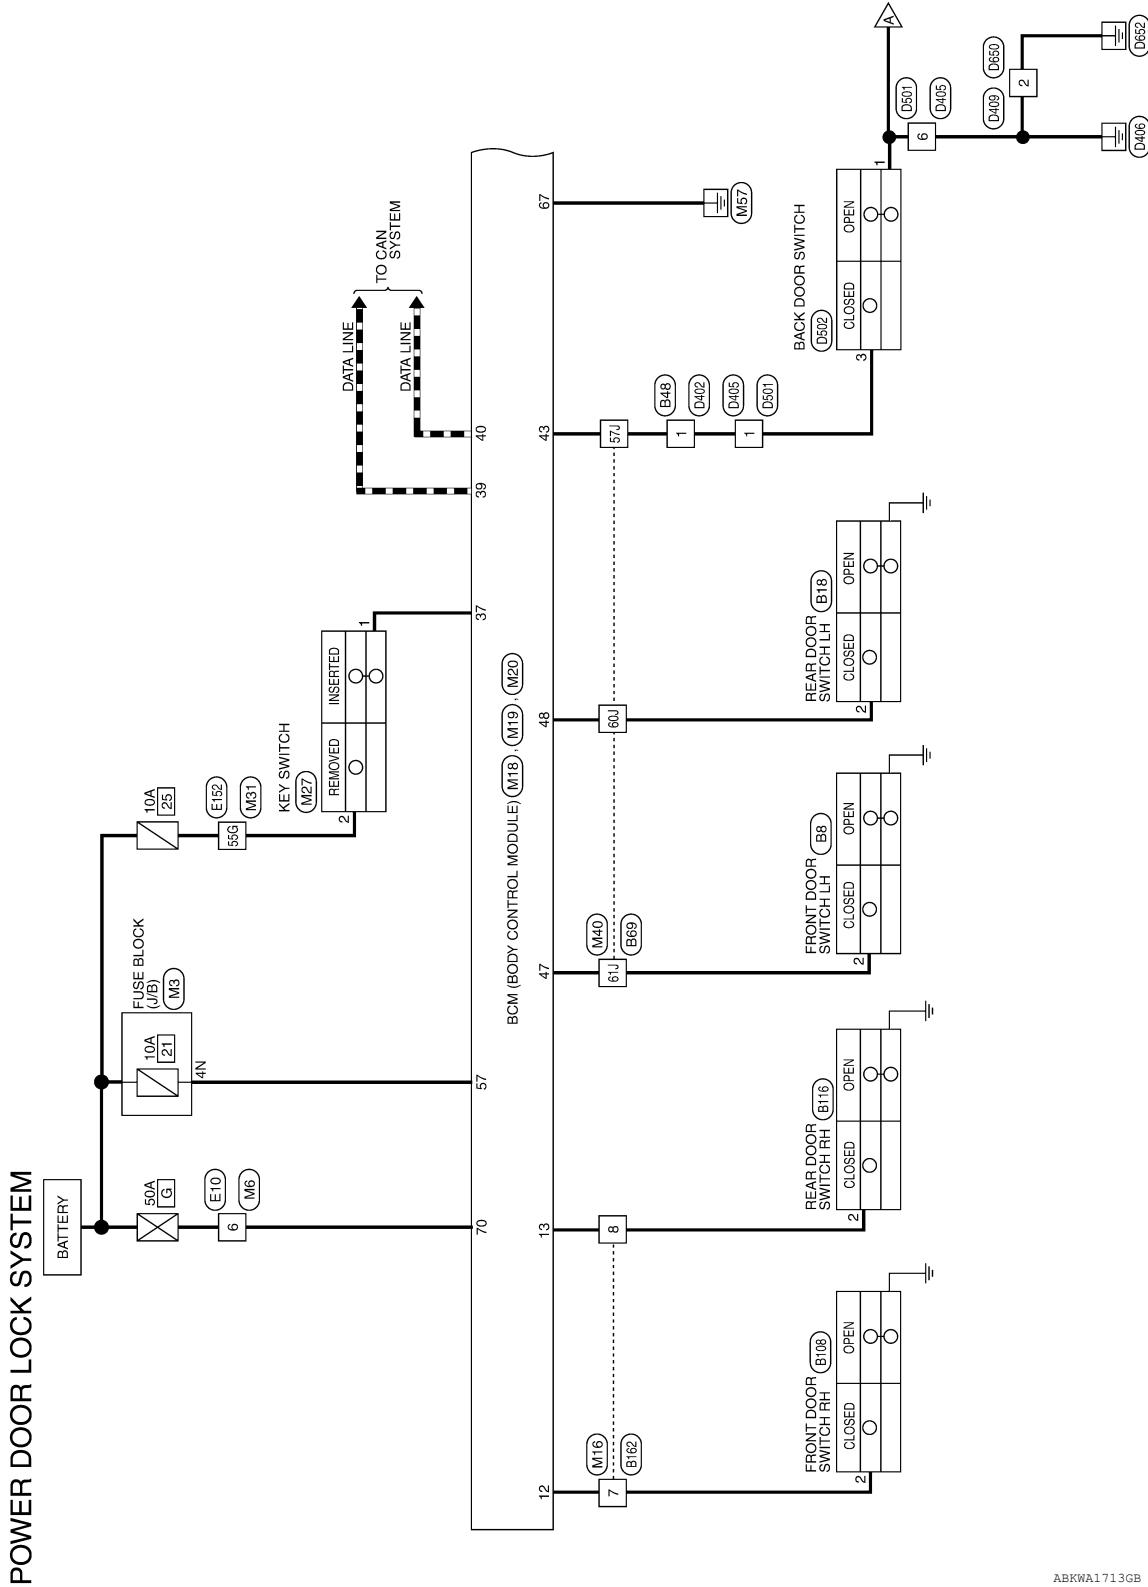 POWER DOOR LOCK SYSTEM
BATTERY
50A
G
E10
M6
6
70
FUSE BLOCK
(J/B)
M3
10A
21
4N
57
10A
25
E152
M31
55G
KEY SWITCH
M27
REMOVED
INSERTED
2
1
37
DATA LINE
DATA LINE
TO CAN
SYSTEM
39
40
BCM (BODY CONTROL MODULE) M18 , M19 , M20
12
13
47
48
43
67
M57
M16
B162
7
8
M40
B69
61J
60J
57J
B48
D402
1
D405
D501
1
FRONT DOOR
SWITCH RH
B108
CLOSED
OPEN
2
REAR DOOR
SWITCH RH
B116
CLOSED
OPEN
2
FRONT DOOR
SWITCH LH
B8
CLOSED
OPEN
2
REAR DOOR
SWITCH LH
B18
CLOSED
OPEN
2
BACK DOOR SWITCH
D502
CLOSED
OPEN
3
1
A
D501
D405
6
D409
D650
2
D406
D652
ABKWA1713GB